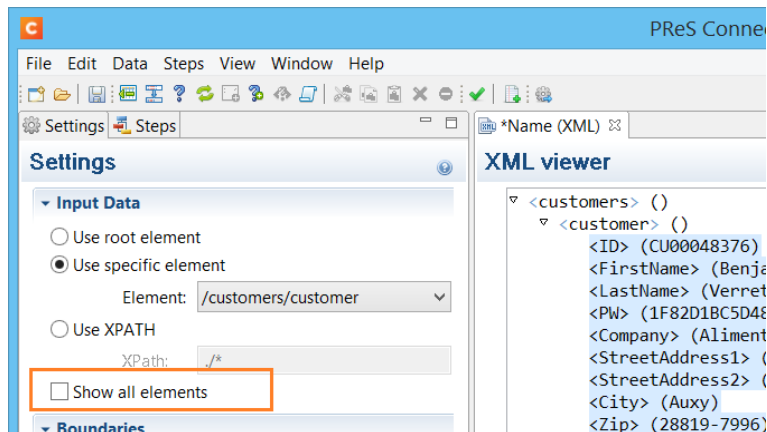 PReS Conne
File Edit Data Steps View Window Help
Settings Steps
*Name (XML)
Settings
XML viewer
Input Data
<customers> ()
<customer> ()
Use root element
<ID> (CU00048376)
Use specific element
<FirstName> (Benja
Element: /customers/customer
<LastName> (Verret
<PW> (1F82D1BC5D48
Use XPATH
<Company> (Aliment
XPath: ./*
<StreetAddress1> (
Show all elements
<StreetAddress2> (
<City> (Auxy)
Boundaries
<Zip> (28819-7996)